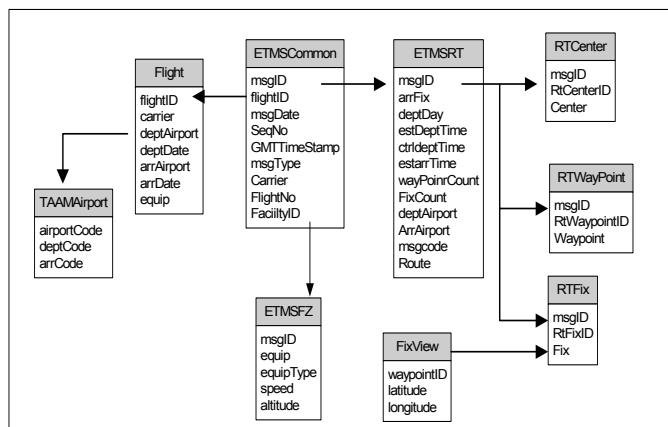 ETMSCommon
msgID
flightID
msgDate
SeqNo
GMTTimeStamp
msgType
Carrier
FlightNo
FaciiltyID
ETMSRT
msgID
arrFix
deptDay
estDeptTime
ctrldeptTime
estarrTime
wayPoinrCount
FixCount
deptAirport
ArrAirport
msgcode
Route
RTCenter
msgID
RtCenterID
Center
Flight
flightID
carrier
deptAirport
deptDate
arrAirport
arrDate
equip
TAAMAirport
airportCode
deptCode
arrCode
RTWayPoint
msgID
RtWaypointID
Waypoint
ETMSFZ
msgID
equip
equipType
speed
altitude
FixView
waypointID
latitude
longitude
RTFix
msgID
RtFixID
Fix